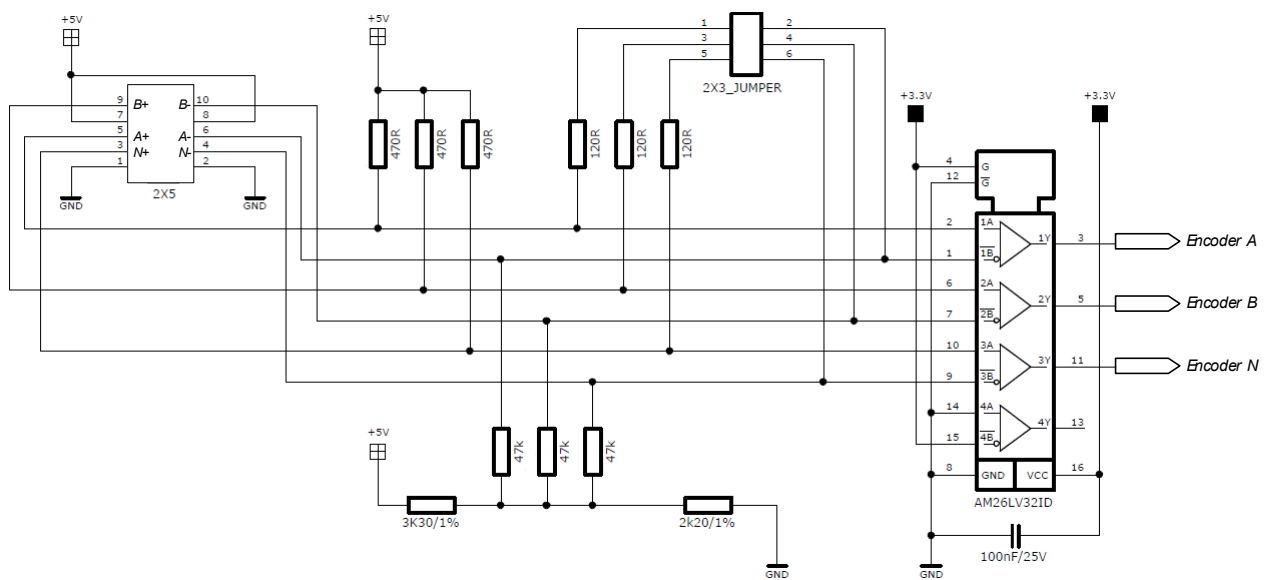 +5V
9 B+ B- 10
7 8
5 A+ A- 6
3 N+ N- 4
1 2
2X5
GND
GND
+5V
470R
470R
470R
120R
120R
120R
1 2
3 4
5 6
2X3_JUMPER
+3.3V
+3.3V
4 G
12 G
2 1A
1 1B
1Y 3
Encoder A
6 2A
7 2B
2Y 5
Encoder B
10 3A
9 3B
3Y 11
Encoder N
14 4A
15 4B
4Y 13
8 GND VCC 16
AM26LV32ID
100nF/25V
GND
47k
47k
47k
+5V
3K30/1%
2k20/1%
GND